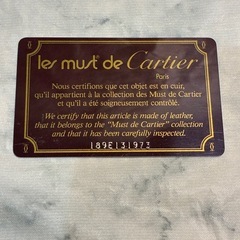 les must de Cartier
Paris
Nous certifions que cet objet est en cuir,
qu'il appartient à la collection des Must de Cartier
et qu'il a été soigneusement contrôlé.
We certify that this article is made of leather,
that it belongs to the "Must de Cartier" collection
and that it has been carefully inspected.
189E131973